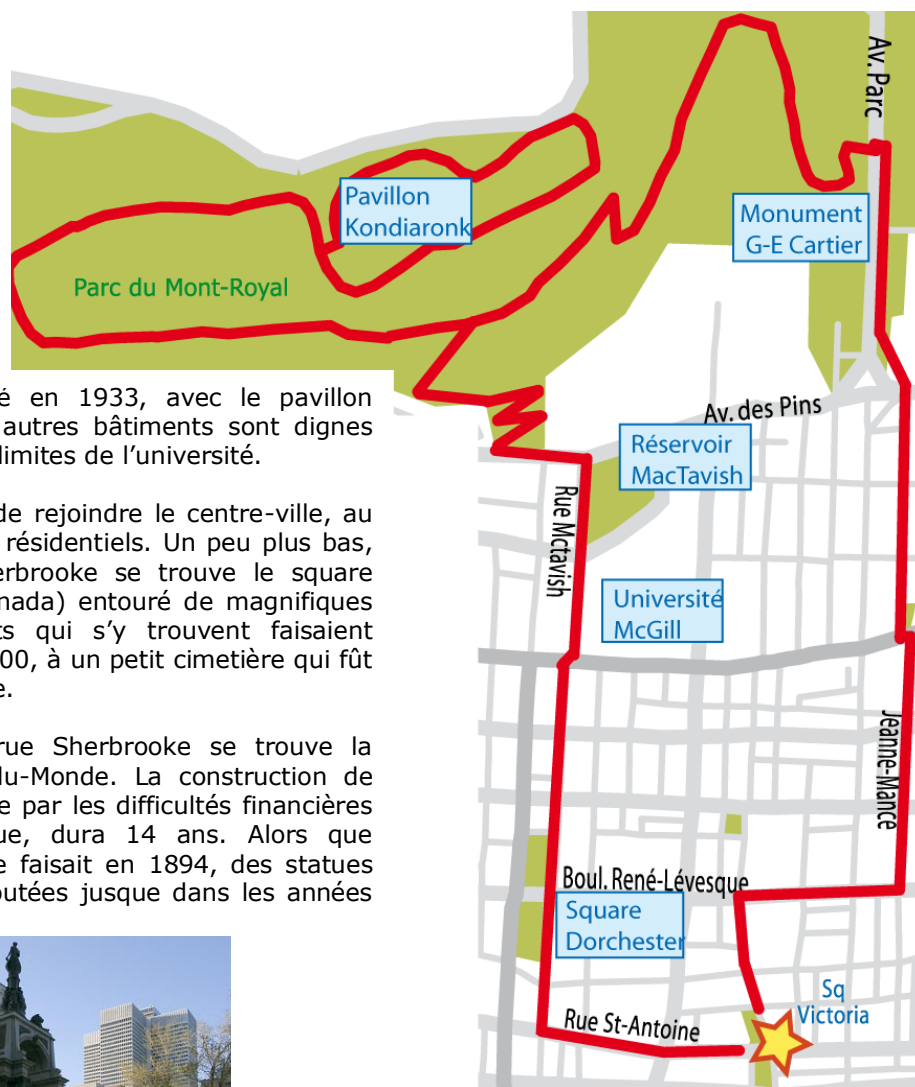 Av. Parc
Pavillon
Kondiaronk
Monument
G-E Cartier
Parc du Mont-Royal
é en 1933, avec le pavillon
autres bâtiments sont dignes
limites de l'université.
de rejoindre le centre-ville, au
résidentiels. Un peu plus bas,
erbrooke se trouve le square
nada) entouré de magnifiques
ts qui s'y trouvent faisaient
00, à un petit cimetière qui fût
e.
rue Sherbrooke se trouve la
du-Monde. La construction de
e par les difficultés financières
ue, dura 14 ans. Alors que
e faisait en 1894, des statues
outées jusque dans les années
Av. des Pins
Réservoir
MacTavish
Rue Mctavish
Université
McGill
Jeanne-Mance
Boul. René-Lévesque
Square
Dorchester
Sq
Victoria
Rue St-Antoine